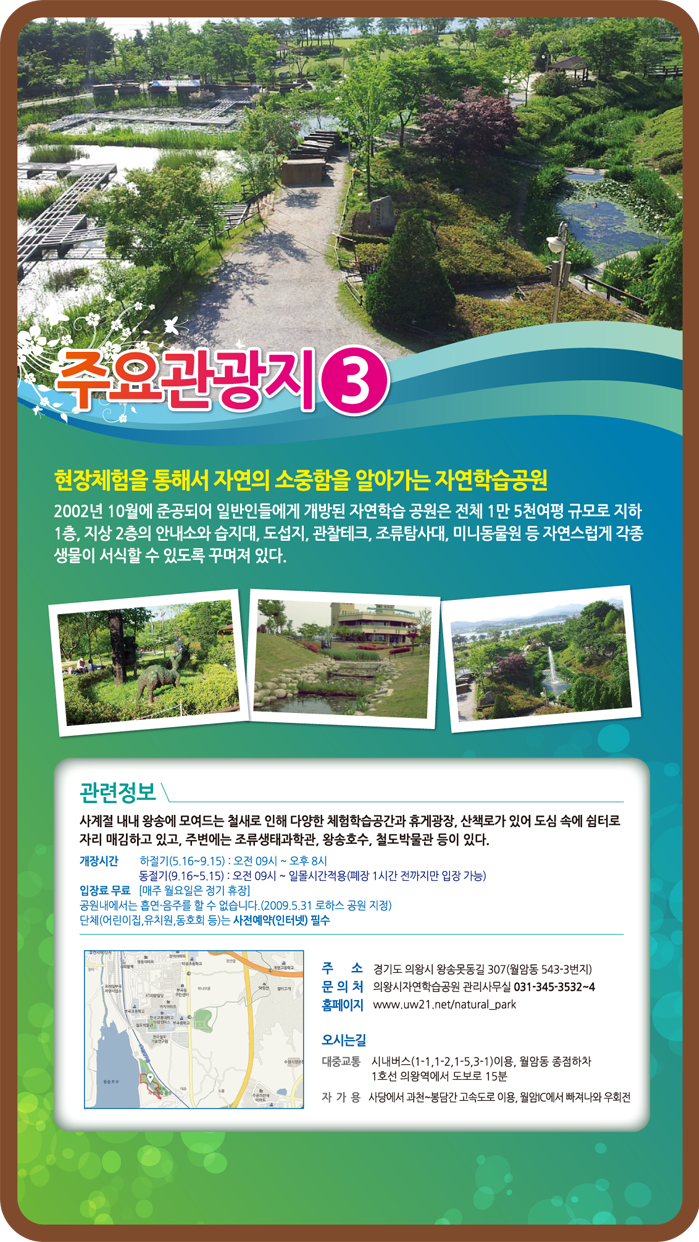 주요관광지 3
현장체험을 통해서 자연의 소중함을 알아가는 자연학습공원
2002년 10월에 준공되어 일반인들에게 개방된 자연학습 공원은 전체 1만 5천여평 규모로 지하
1층, 지상 2층의 안내소와 습지대, 도섭지, 관찰테크, 조류탐사대, 미니동물원 등 자연스럽게 각종
생물이 서식할 수 있도록 꾸며져 있다.
관련정보
사계절 내내 왕송에 모여드는 철새로 인해 다양한 체험학습공간과 휴게광장, 산책로가 있어 도심 속에 쉼터로
자리 매김하고 있고, 주변에는 조류생태과학관, 왕송호수, 철도박물관 등이 있다.
개장시간 하절기(5.16~9.15) : 오전 09시 ~ 오후 8시
동절기(9.16~5.15) : 오전 09시 ~ 일몰시간적용(폐장 1시간 전까지만 입장 가능)
입장료 무료 [매주 월요일은 정기 휴장]
공원내에서는 흡연·음주를 할 수 없습니다.(2009.5.31 로하스 공원 지정)
단체(어린이집,유치원,동호회 등)는 사전예약(인터넷) 필수
주 소 경기도 의왕시 왕송못동길 307(월암동 543-3번지)
문 의 처 의왕시자연학습공원 관리사무실 031-345-3532~4
홈페이지 www.uw21.net/natural_park
오시는길
대중교통 시내버스(1-1,1-2,1-5,3-1)이용, 월암동 종점하차
1호선 의왕역에서 도보로 15분
자 가 용 사당에서 과천~봉담간 고속도로 이용, 월암IC에서 빠져나와 우회전